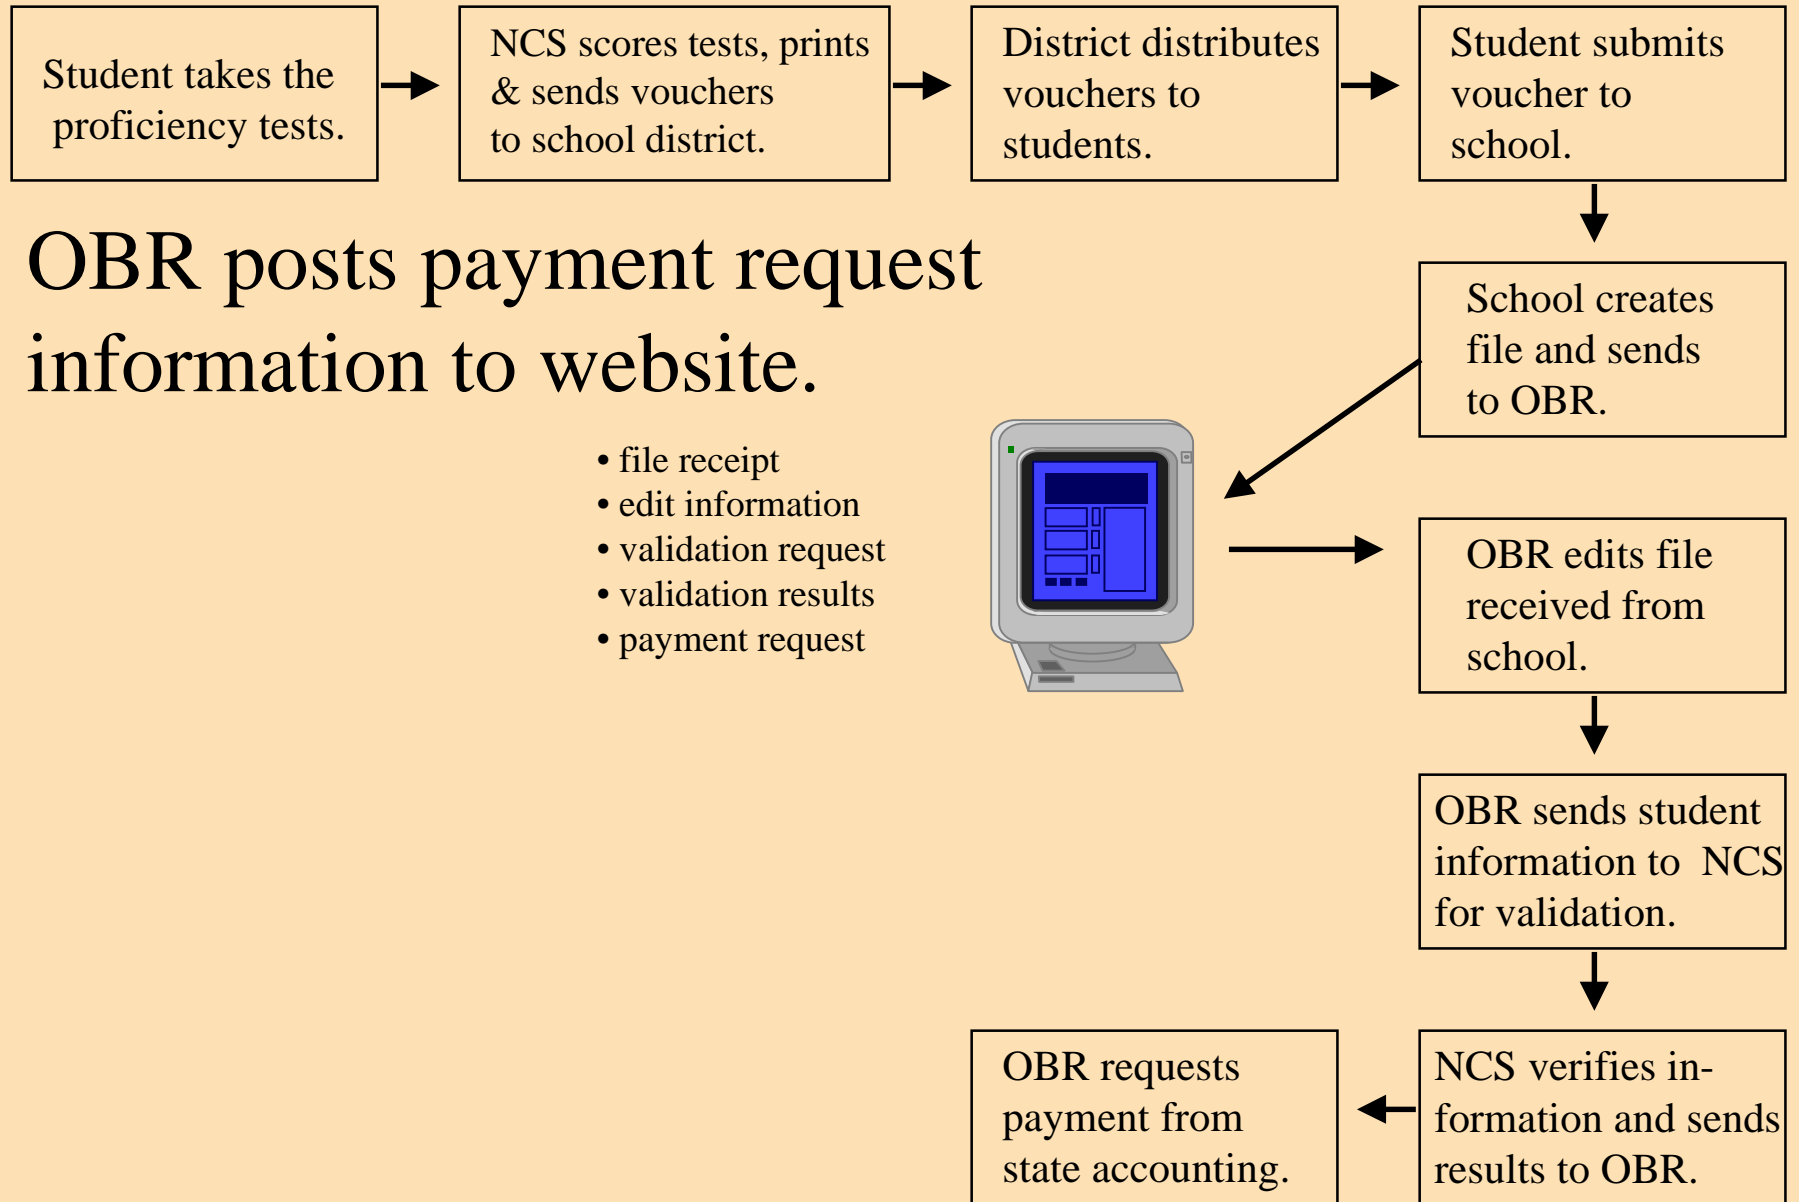 Student takes the
proficiency tests.
NCS scores tests, prints
& sends vouchers
to school district.
District distributes
vouchers to
students.
Student submits
voucher to
school.
OBR posts payment request
information to website.
School creates
file and sends
to OBR.
• file receipt
• edit information
• validation request
• validation results
• payment request
OBR edits file
received from
school.
OBR sends student
information to  NCS
for validation.
NCS verifies in-
formation and sends
results to OBR.
OBR requests
payment from
state accounting.